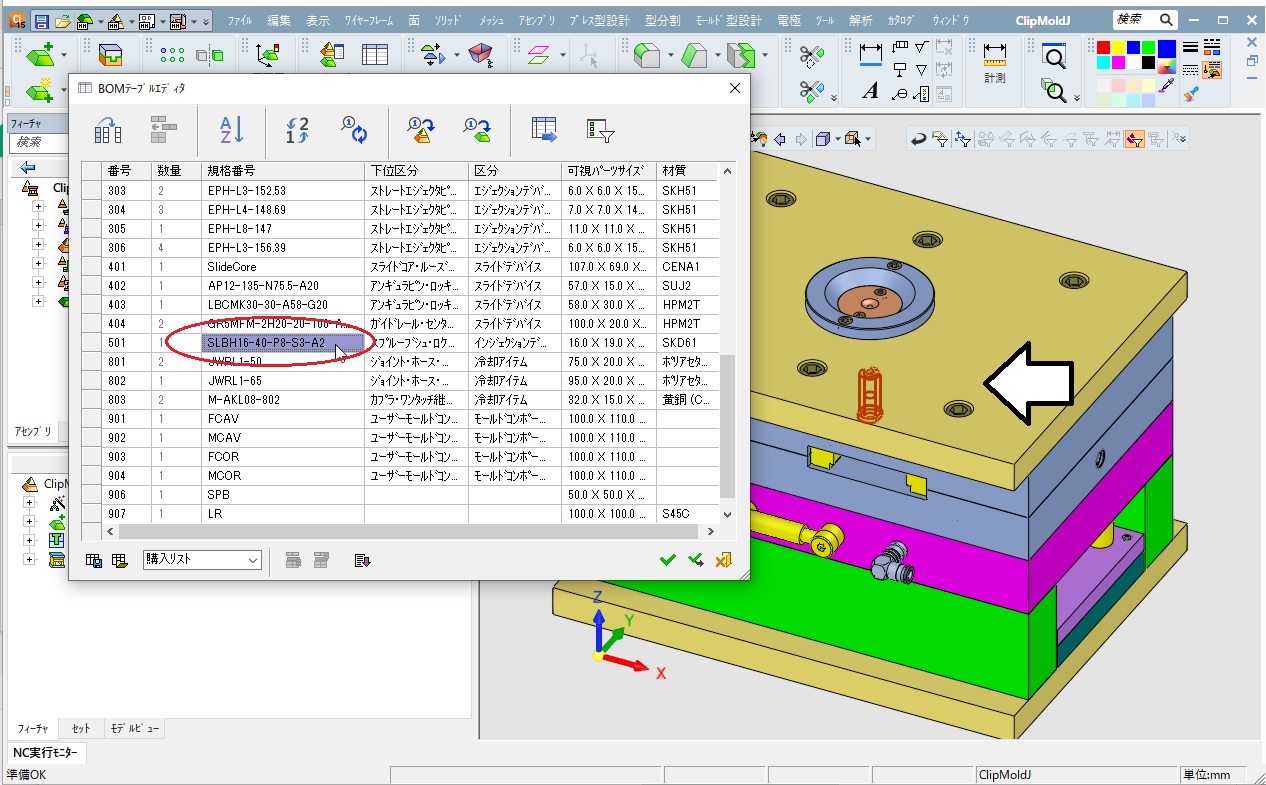 ファイル 編集 表示 ワイヤーフレーム 面 ソリッド メッシュ アセンブリ プレス型設計 型分割 モールド型設計 電極 ツール 解析 カタログ ウィンドウ ClipMoldJ 検索
計測
フィーチャ
検索
アセンブリ
BOMテーブルエディタ
番号 数量 規格番号 下位区分 区分 可視パーツサイズ 材質
303 2 EPH-L3-152.53 ストレートエジェクタピ... エジェクションデバ... 6.0 X 6.0 X 15... SKH51
304 3 EPH-L4-148.69 ストレートエジェクタピ... エジェクションデバ... 7.0 X 7.0 X 14... SKH51
305 1 EPH-L8-147 ストレートエジェクタピ... エジェクションデバ... 11.0 X 11.0 X ... SKH51
306 4 EPH-L3-156.39 ストレートエジェクタピ... エジェクションデバ... 6.0 X 6.0 X 15... SKH51
401 1 SlideCore スライドコア・ルーズ... スライドデバイス 107.0 X 69.0 X... CENA1
402 1 AP12-135-N75.5-A20 アンギュラピン・ロッキ... スライドデバイス 57.0 X 15.0 X ... SUJ2
403 1 LBCMK30-30-A58-G20 アンギュラピン・ロッキ... スライドデバイス 58.0 X 30.0 X ... HPM2T
404 2 GR5MFM-2H20-20-100-A... ガイドレール・センタ... スライドデバイス 100.0 X 20.0 X... HPM2T
501 1 SLBH16-40-P8-S3-A2 スプルーブシュ・ロケ... インジェクションデ... 16.0 X 19.0 X ... SKD61
801 2 JWRL1-50 ジョイント・ホース・... 冷却アイテム 75.0 X 20.0 X ... ポリアセタ...
802 1 JWRL1-65 ジョイント・ホース・... 冷却アイテム 95.0 X 20.0 X ... ポリアセタ...
803 2 M-AKL08-802 カプラ・ワンタッチ継... 冷却アイテム 32.0 X 15.0 X ... 黄銅 (C...
901 1 FCAV ユーザーモールドコン... モールドコンポー... 100.0 X 110.0 ...
902 1 MCAV ユーザーモールドコン... モールドコンポー... 100.0 X 110.0 ...
903 1 FCOR ユーザーモールドコン... モールドコンポー... 100.0 X 110.0 ...
904 1 MCOR ユーザーモールドコン... モールドコンポー... 100.0 X 110.0 ...
906 1 SPB 50.0 X 50.0 X ...
907 1 LR 100.0 X 100.0 ... S45C
購入リスト
Z
Y
X
フィーチャ セット モデルビュー
NC実行モニター
準備OK ClipMoldJ 単位:mm